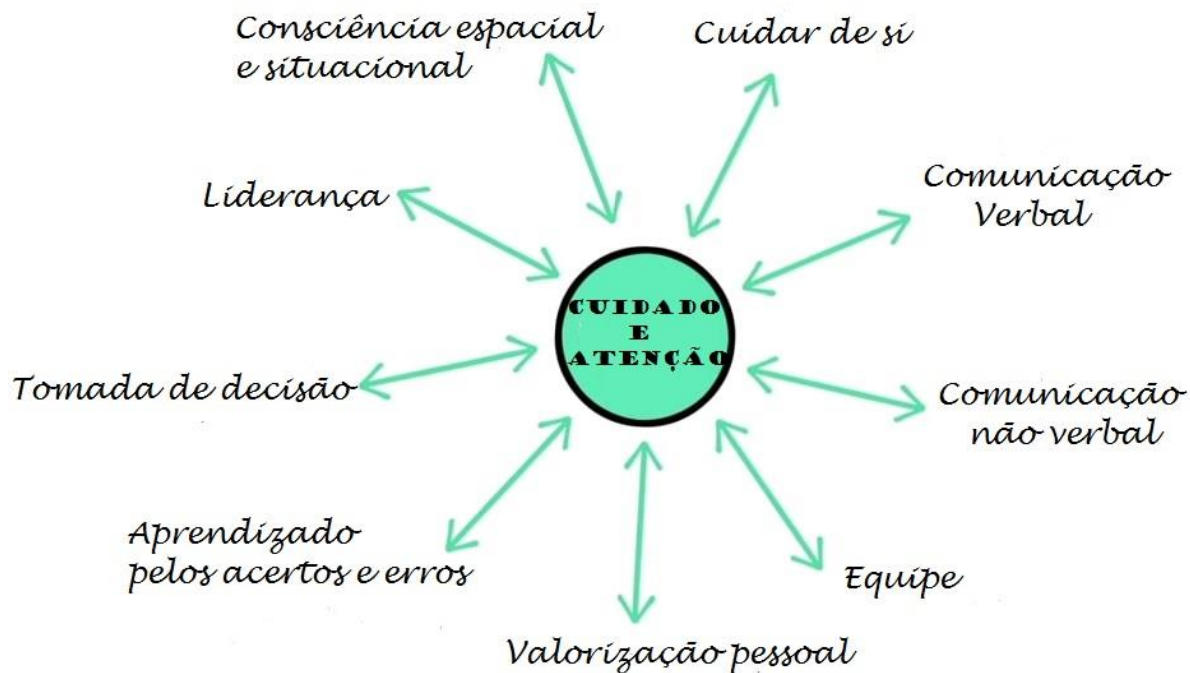 Consciência espacial
e situacional
Cuidar de si
Liderança
Comunicação
Verbal
CUIDADO
E
ATENÇÃO
Tomada de decisão
Comunicação
não verbal
Aprendizado
pelos acertos e erros
Equipe
Valorização pessoal